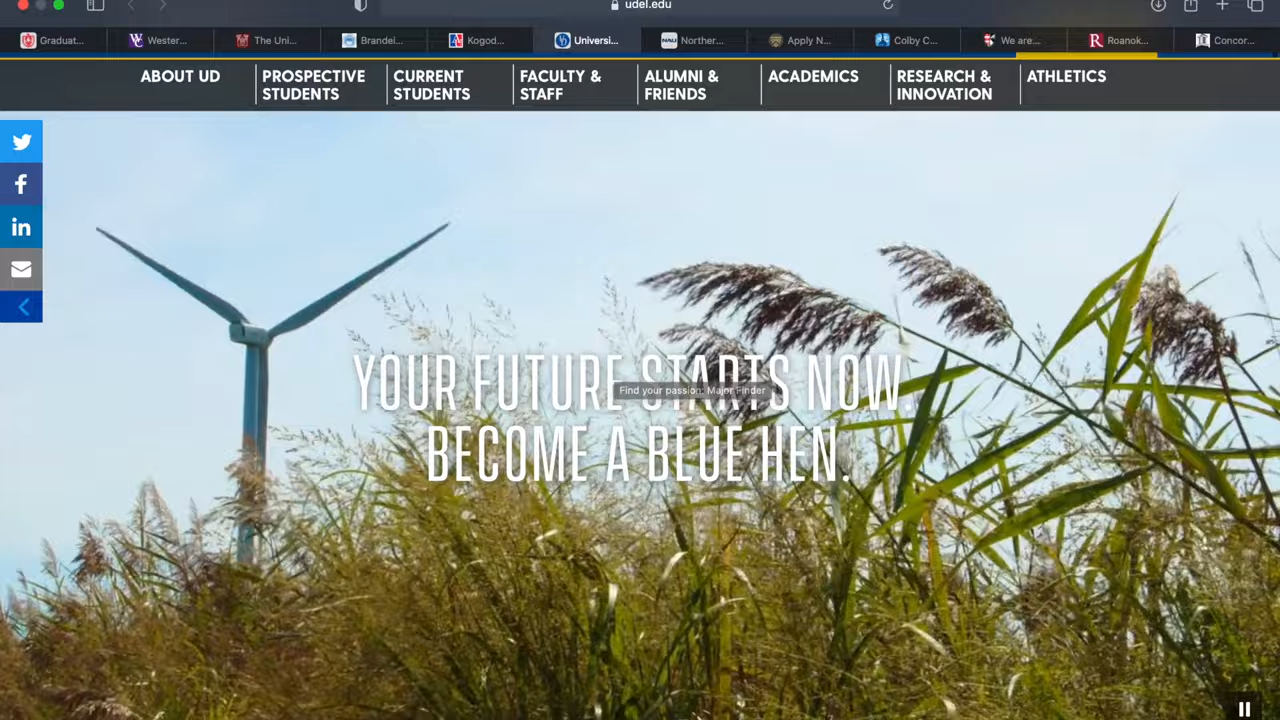 udel.edu
Graduat...
Wester...
The Uni...
Brandei...
Kogod...
Universi...
Norther...
Apply N...
Colby C...
We are...
Roanok...
Concor...
ABOUT UD
PROSPECTIVE
STUDENTS
CURRENT
STUDENTS
FACULTY &
STAFF
ALUMNI &
FRIENDS
ACADEMICS
RESEARCH &
INNOVATION
ATHLETICS
YOUR FUTURE STARTS NOW.
Find your passion: Major Finder
BECOME A BLUE HEN.